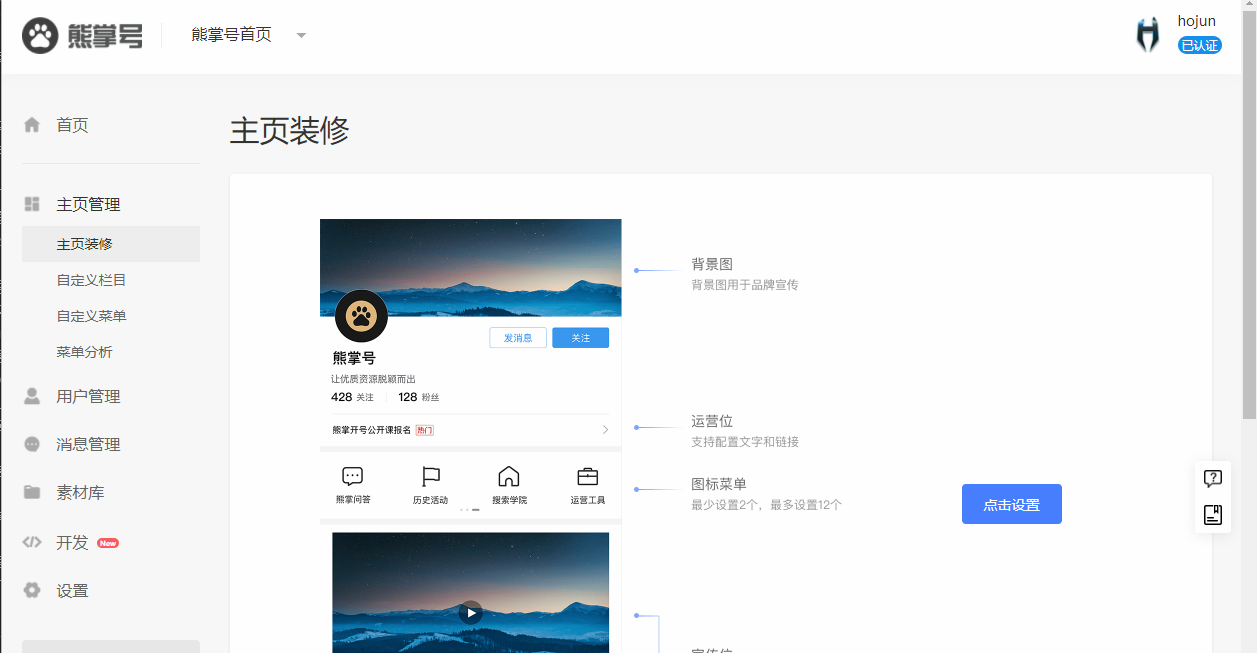 熊掌号
熊掌号首页
hojun
已认证
首页
主页管理
主页装修
自定义栏目
自定义菜单
菜单分析
用户管理
消息管理
素材库
开发 New
设置
主页装修
发消息
关注
熊掌号
让优质资源脱颖而出
428 关注 128 粉丝
熊掌开号公开课报名 热门
熊掌问答
历史活动
搜索学院
运营工具
背景图
背景图用于品牌宣传
运营位
支持配置文字和链接
图标菜单
最少设置2个，最多设置12个
点击设置